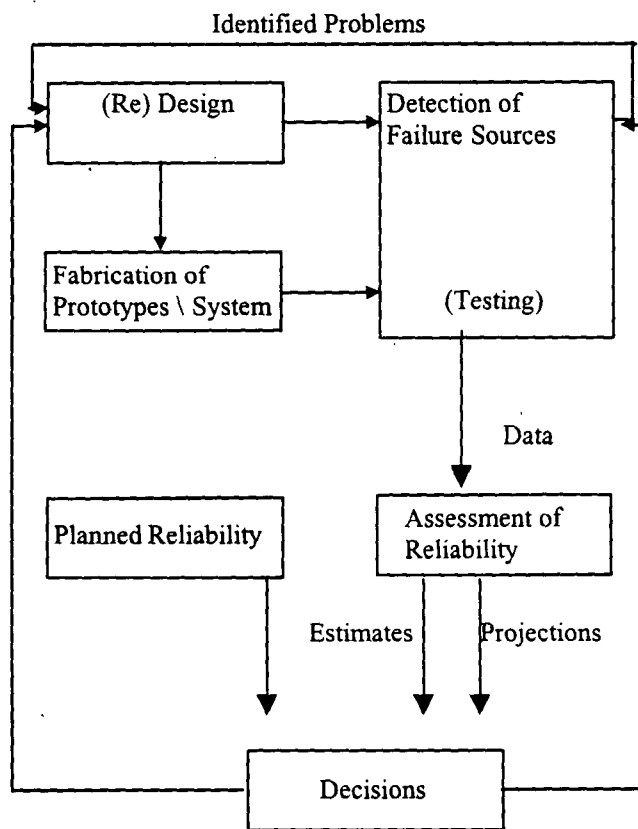 Identified Problems
(Re) Design
Detection of
Failure Sources
Fabrication of
Prototypes \ System
(Testing)
Data
Planned Reliability
Assessment of
Reliability
Estimates
Projections
Decisions